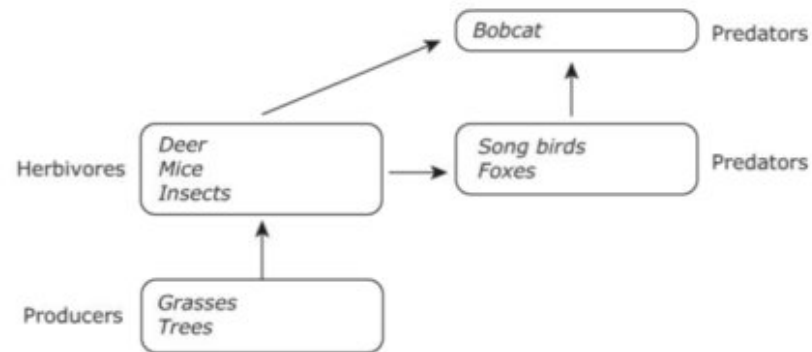 Bobcat
Predators
Herbivores
Deer
Mice
Insects
Song birds
Foxes
Predators
Producers
Grasses
Trees